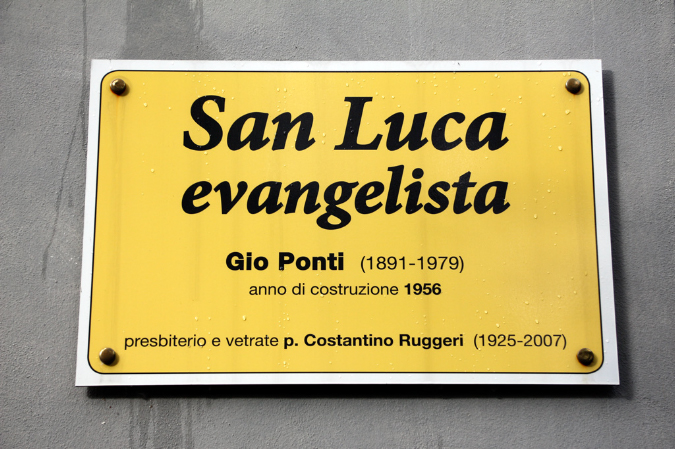 San Luca
evangelista
Gio Ponti (1891-1979)
anno di costruzione 1956
presbiterio e vetrate p. Costantino Ruggeri (1925-2007)